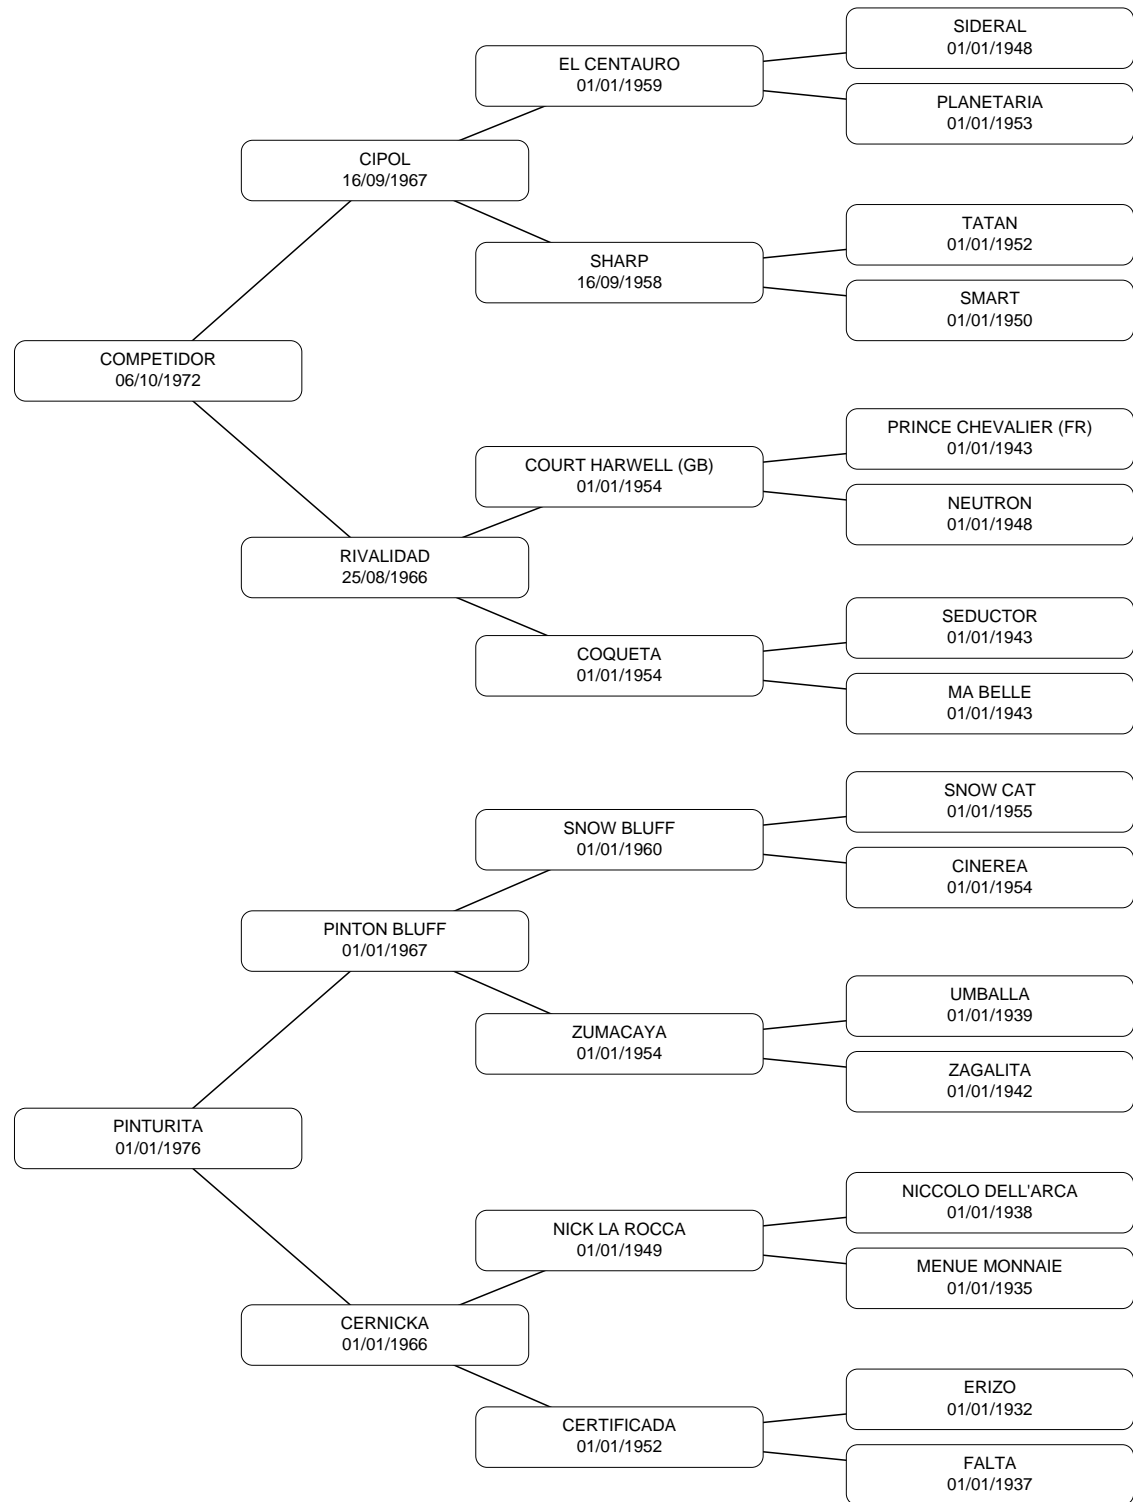 SIDERAL
01/01/1948
EL CENTAURO
01/01/1959
PLANETARIA
01/01/1953
CIPOL
16/09/1967
TATAN
01/01/1952
SHARP
16/09/1958
SMART
01/01/1950
COMPETIDOR
06/10/1972
PRINCE CHEVALIER (FR)
01/01/1943
COURT HARWELL (GB)
01/01/1954
NEUTRON
01/01/1948
RIVALIDAD
25/08/1966
SEDUCTOR
01/01/1943
COQUETA
01/01/1954
MA BELLE
01/01/1943
SNOW CAT
01/01/1955
SNOW BLUFF
01/01/1960
CINEREA
01/01/1954
PINTON BLUFF
01/01/1967
UMBALLA
01/01/1939
ZUMACAYA
01/01/1954
ZAGALITA
01/01/1942
PINTURITA
01/01/1976
NICCOLO DELL'ARCA
01/01/1938
NICK LA ROCCA
01/01/1949
MENUE MONNAIE
01/01/1935
CERNICKA
01/01/1966
ERIZO
01/01/1932
CERTIFICADA
01/01/1952
FALTA
01/01/1937